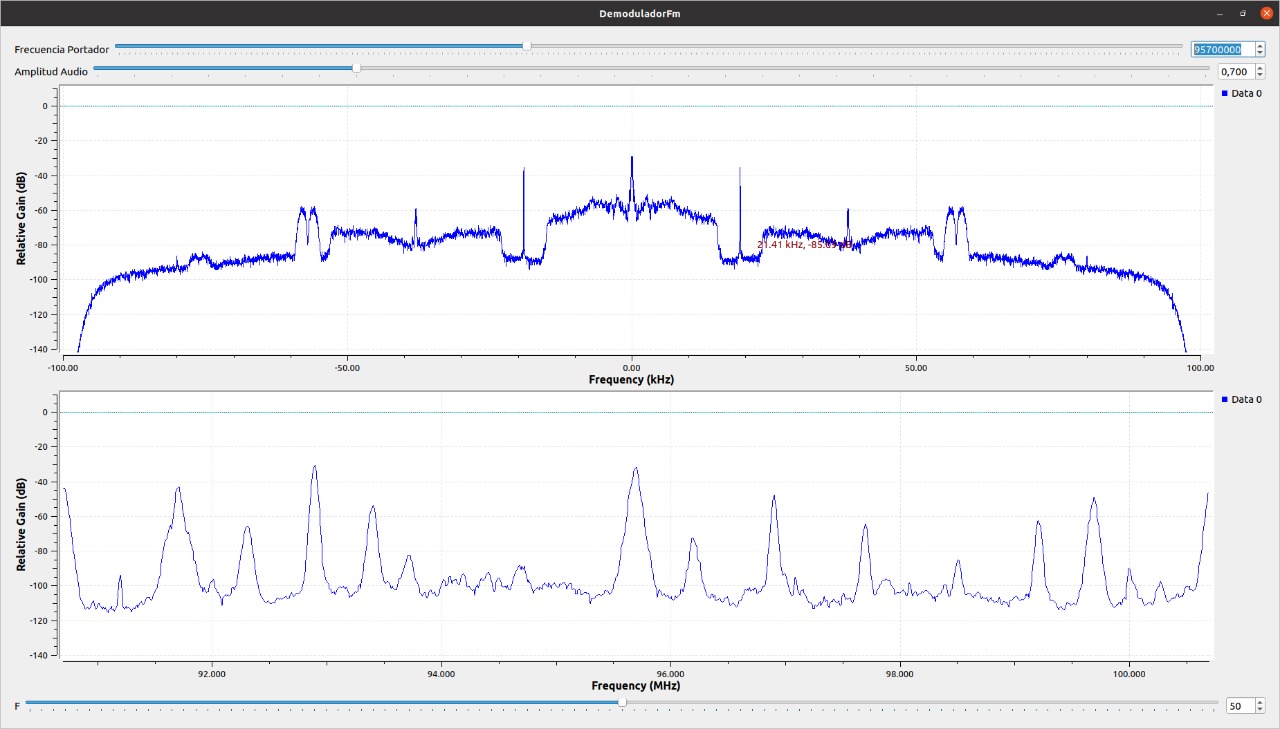 DemoduladorFm
Frecuencia Portador 95700000
Amplitud Audio 0,700
Data 0
Relative Gain (dB)
0
-20
-40
-60
-80
-100
-120
-140
21.41 kHz,
-100.00 -50.00 0.00 50.00 100.00
Frequency (kHz)
Data 0
Relative Gain (dB)
0
-20
-40
-60
-80
-100
-120
-140
92.000 94.000 96.000 98.000 100.000
Frequency (MHz)
F 50